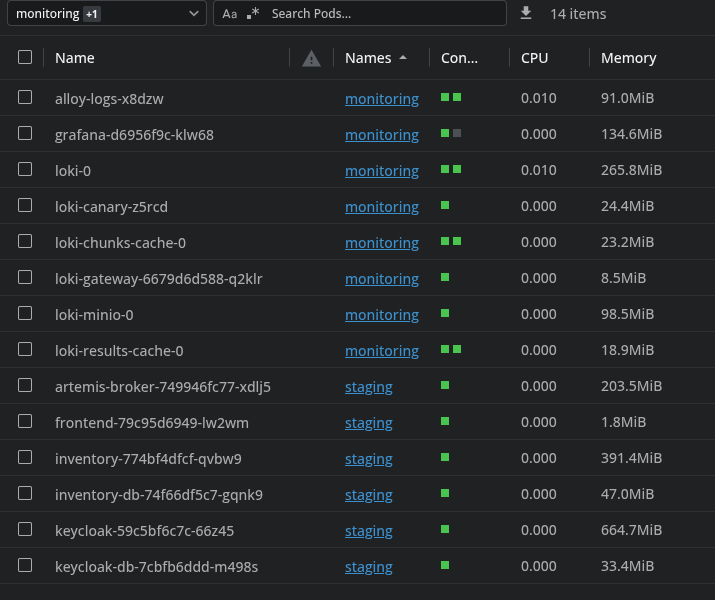 monitoring +1 Aa .* Search Pods... 14 items
Name Names Con... CPU Memory
alloy-logs-x8dzw monitoring 0.010 91.0MiB
grafana-d6956f9c-klw68 monitoring 0.000 134.6MiB
loki-0 monitoring 0.010 265.8MiB
loki-canary-z5rcd monitoring 0.000 24.4MiB
loki-chunks-cache-0 monitoring 0.000 23.2MiB
loki-gateway-6679d6d588-q2klr monitoring 0.000 8.5MiB
loki-minio-0 monitoring 0.000 98.5MiB
loki-results-cache-0 monitoring 0.000 18.9MiB
artemis-broker-749946fc77-xdlj5 staging 0.000 203.5MiB
frontend-79c95d6949-lw2wm staging 0.000 1.8MiB
inventory-774bf4dfcf-qvbw9 staging 0.000 391.4MiB
inventory-db-74f66df5c7-gqnk9 staging 0.000 47.0MiB
keycloak-59c5bf6c7c-66z45 staging 0.000 664.7MiB
keycloak-db-7cbfb6ddd-m498s staging 0.000 33.4MiB